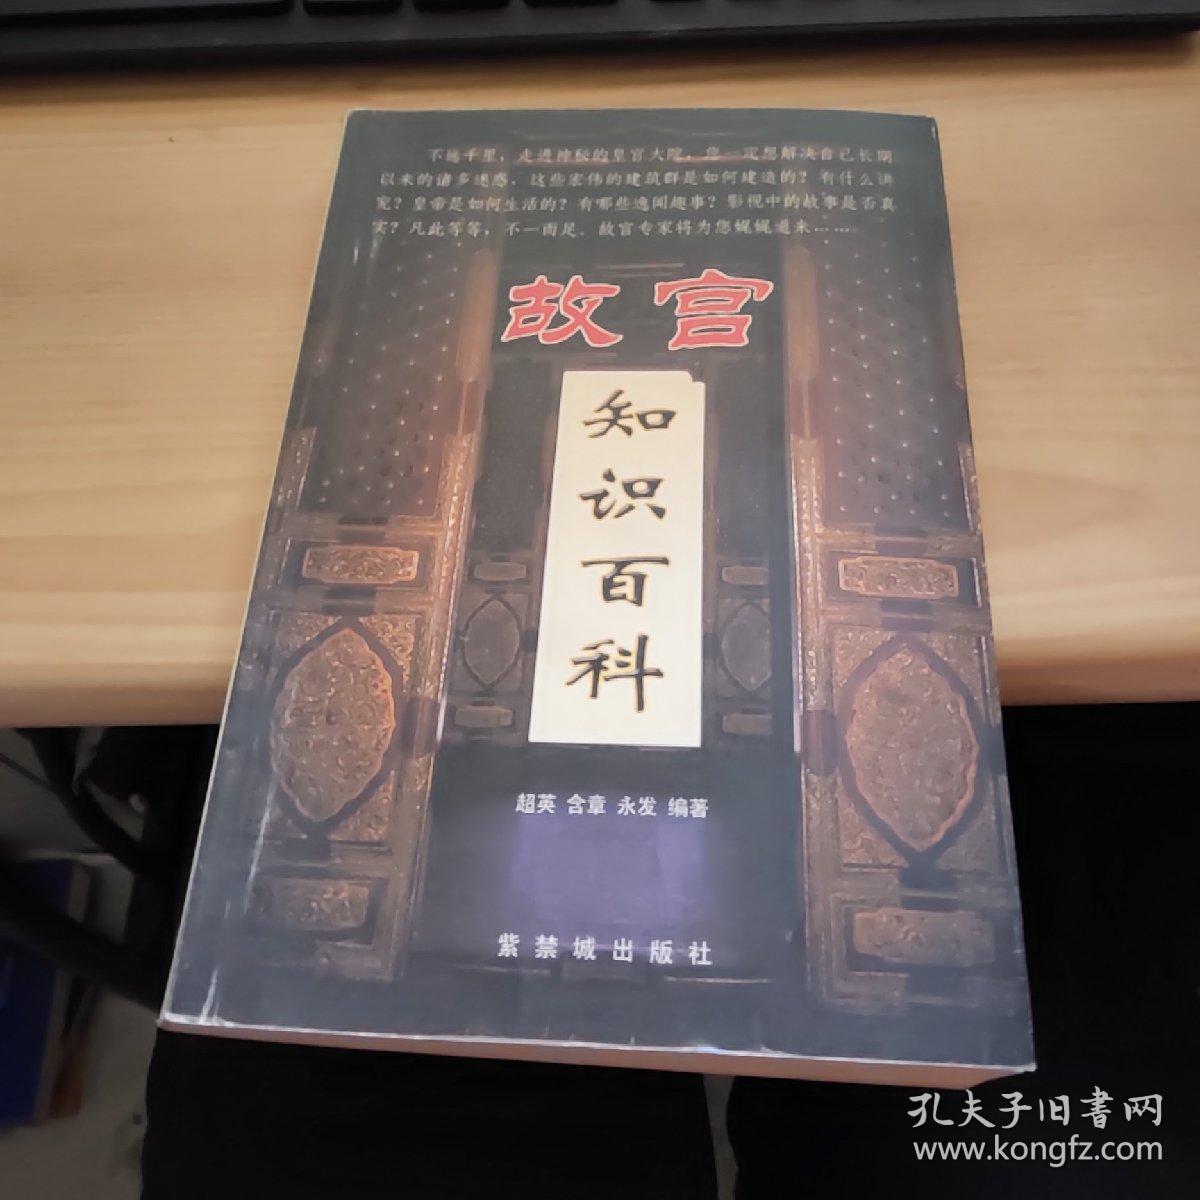 不远千里，走进神秘的皇宫大院，您一定想解决自己长期
以来的诸多迷惑，这些宏伟的建筑群是如何建造的？有什么讲
究？皇帝是如何生活的？有哪些逸闻趣事？影视中的故事是否真
实？凡此等等，不一而足。故宫专家将为您娓娓道来……
故宫
知识百科
超英 含章 永发 编著
紫禁城出版社
孔夫子旧書网
www.kongfz.com